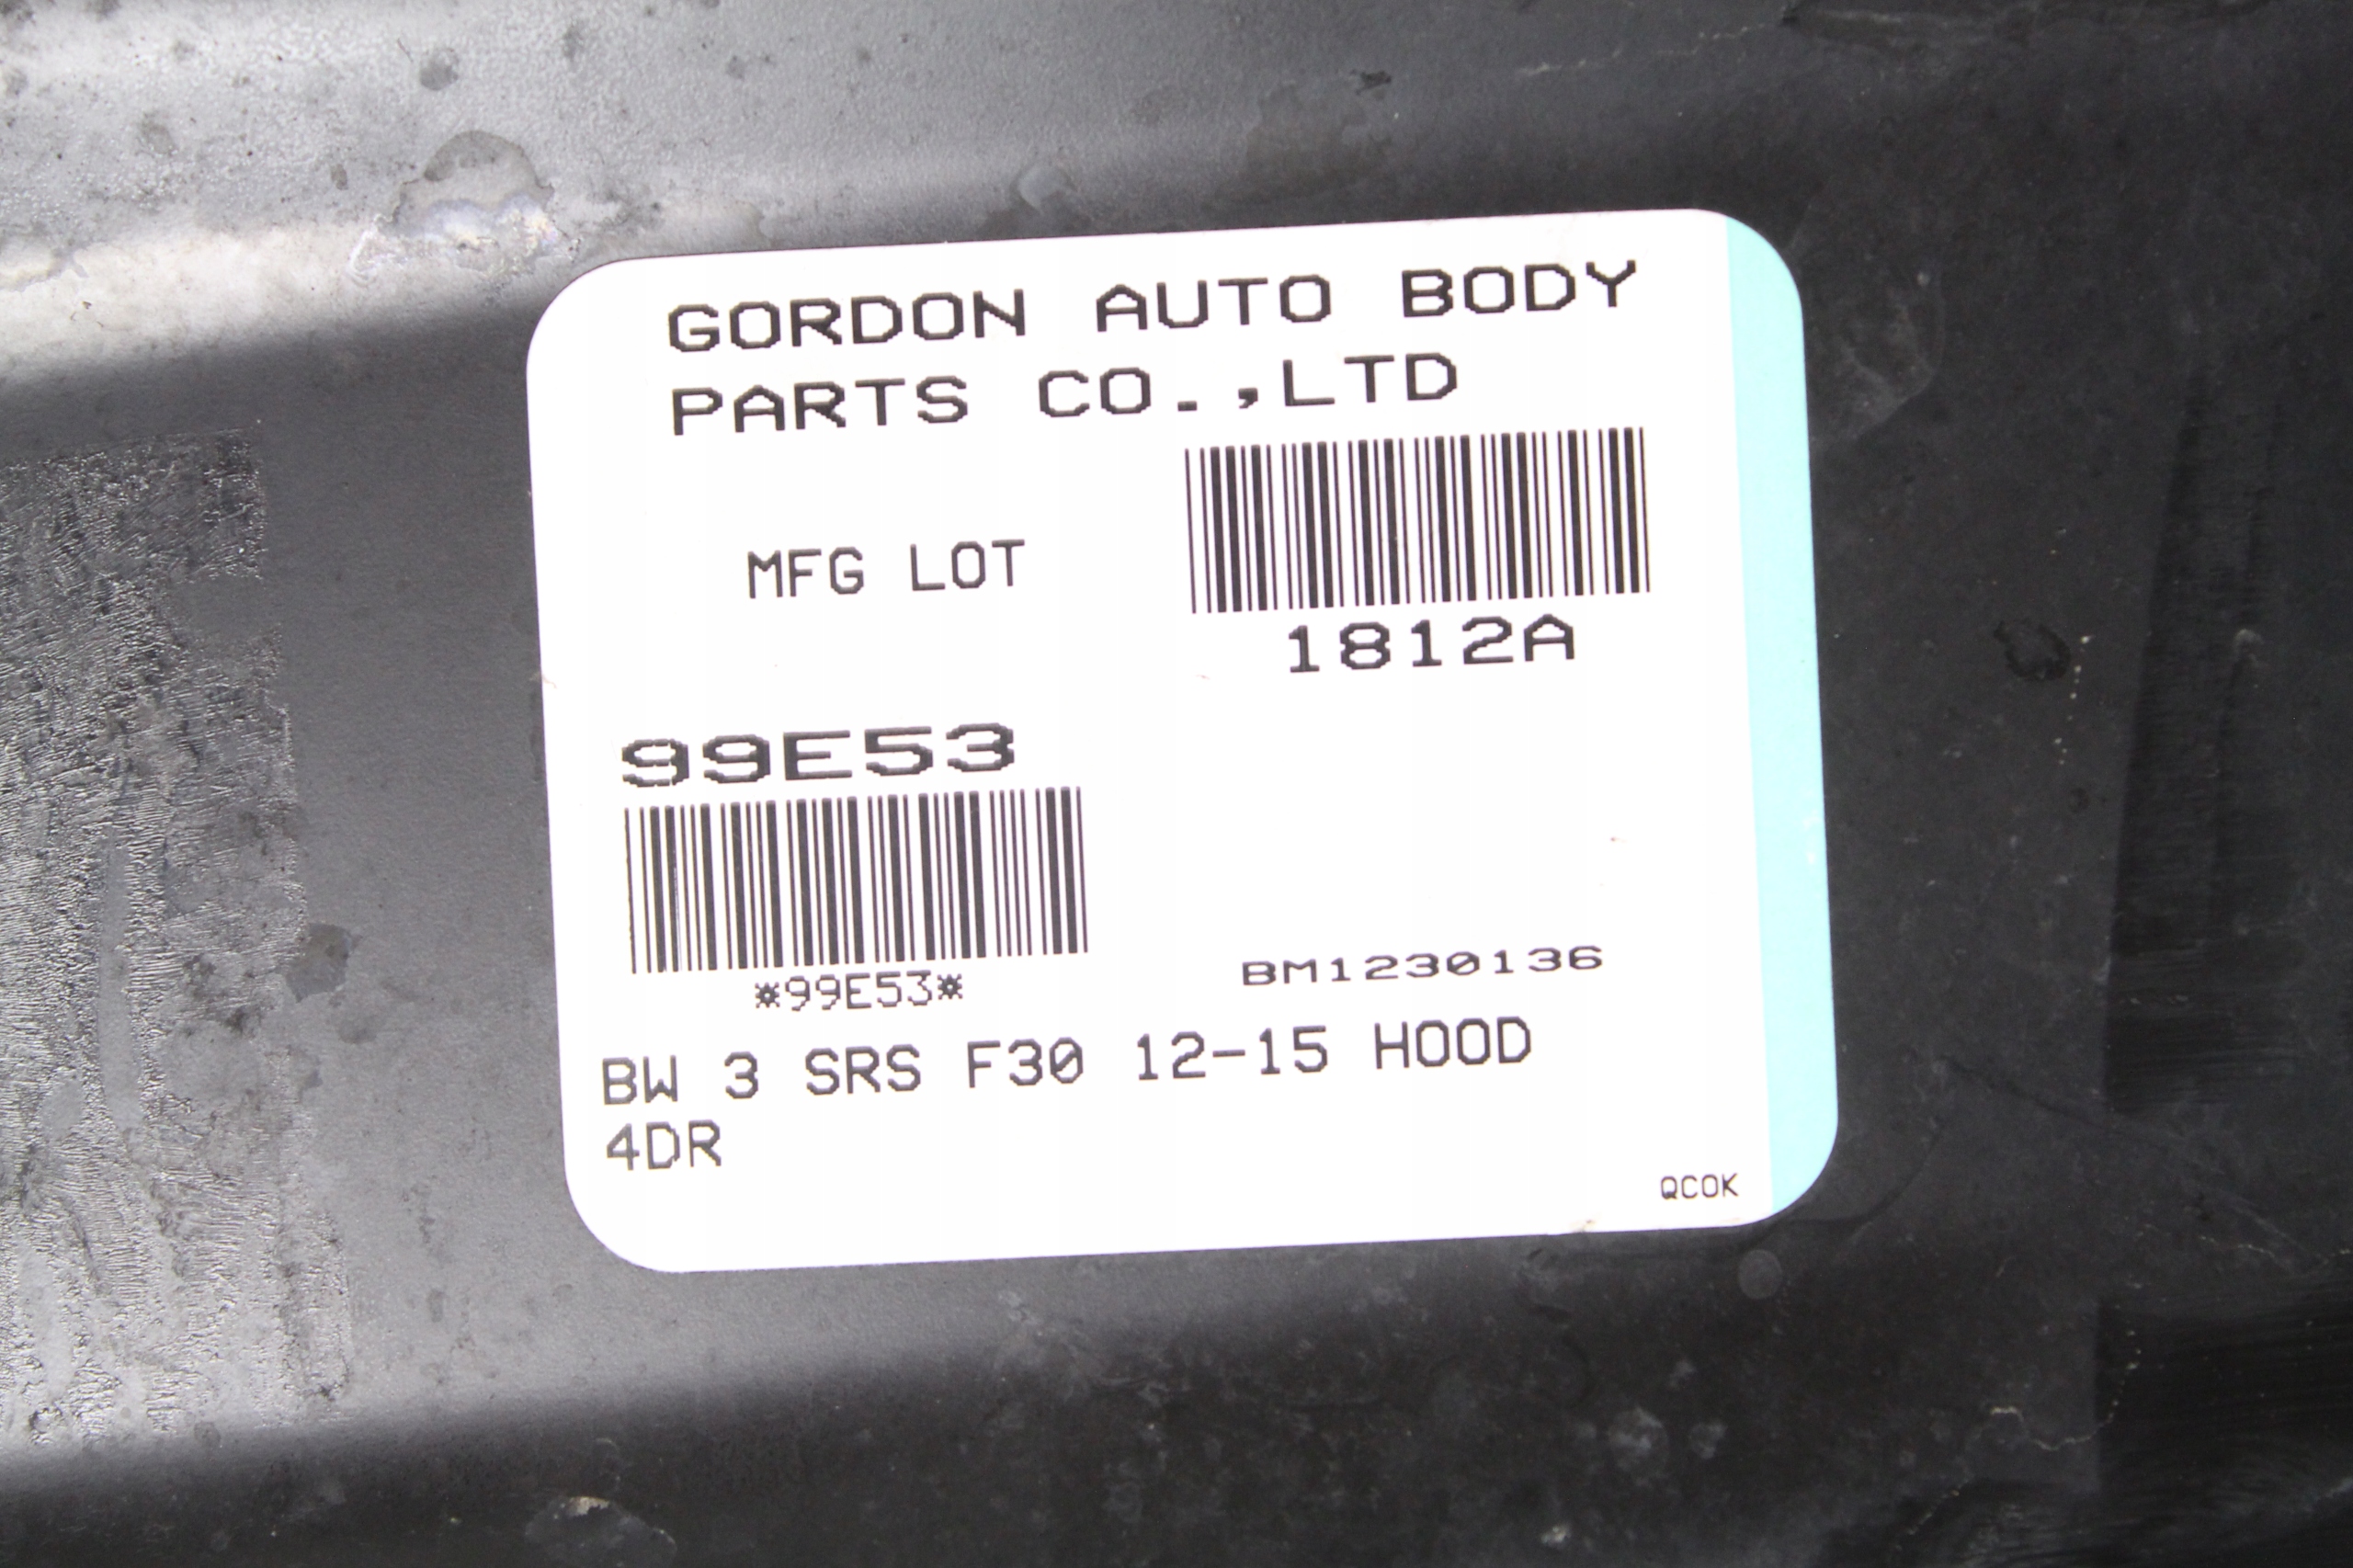 GORDON AUTO BODY
PARTS CO.,LTD
MFG LOT
1812A
99E53
*99E53*
BM1230136
BW 3 SRS F30 12-15 HOOD
4DR
QCOK